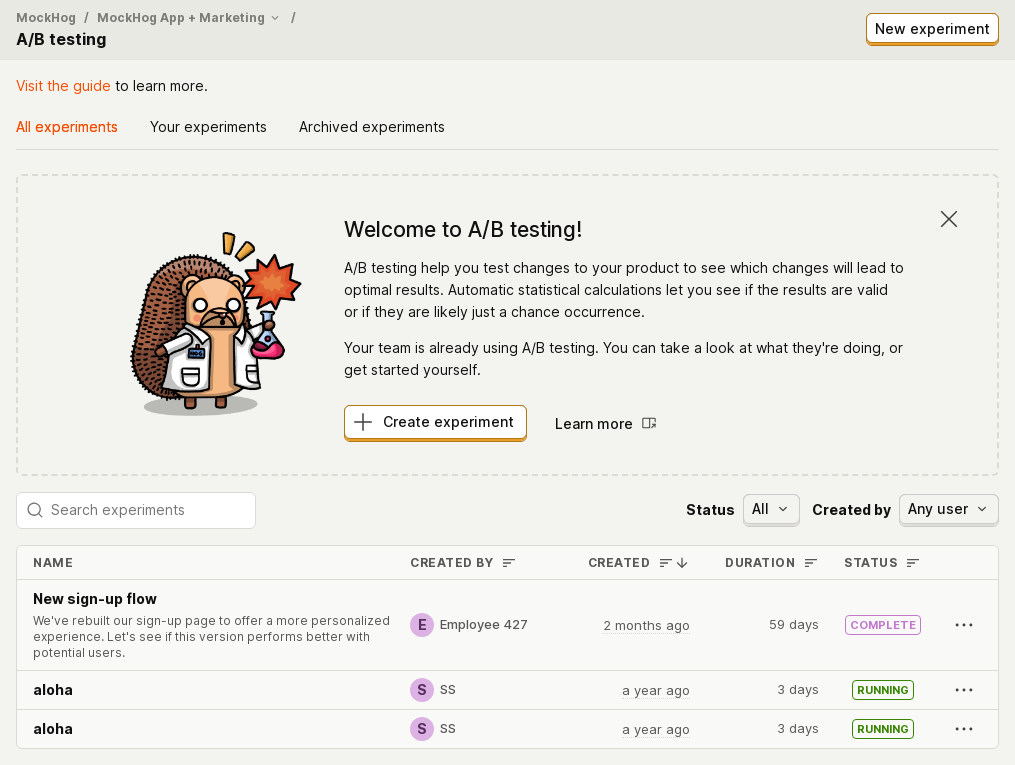 MockHog / MockHog App + Marketing /
A/B testing
New experiment
Visit the guide to learn more.
All experiments Your experiments Archived experiments
Welcome to A/B testing!
A/B testing help you test changes to your product to see which changes will lead to
optimal results. Automatic statistical calculations let you see if the results are valid
or if they are likely just a chance occurrence.
Your team is already using A/B testing. You can take a look at what they're doing, or
get started yourself.
Create experiment Learn more
Search experiments Status All Created by Any user
NAME CREATED BY CREATED DURATION STATUS
New sign-up flow
We've rebuilt our sign-up page to offer a more personalized
experience. Let's see if this version performs better with
potential users.
E Employee 427 2 months ago 59 days COMPLETE
aloha S SS a year ago 3 days RUNNING
aloha S SS a year ago 3 days RUNNING